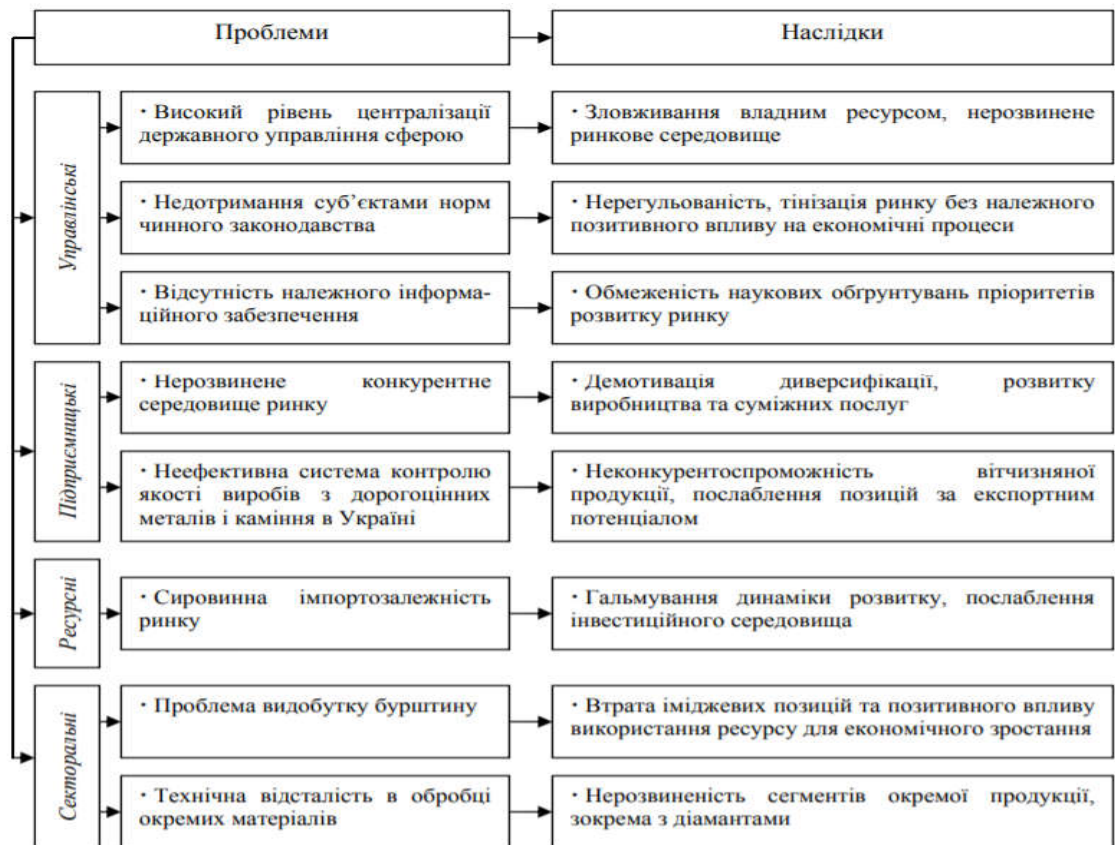 Проблеми
Наслідки
Управлінські
· Високий рівень централізації
державного управління сферою
· Зловживання владним ресурсом, нерозвинене
ринкове середовище
· Недотримання суб’єктами норм
чинного законодавства
· Нерегульованість, тінізація ринку без належного
позитивного впливу на економічні процеси
· Відсутність належного інформа-
ційного забезпечення
· Обмеженість наукових обґрунтувань пріоритетів
розвитку ринку
Підприємницькі
· Нерозвинене конкурентне
середовище ринку
· Демотивація диверсифікації, розвитку
виробництва та суміжних послуг
· Неефективна система контролю
якості виробів з дорогоцінних
металів і каміння в Україні
· Неконкурентоспроможність вітчизняної
продукції, послаблення позицій за експортним
потенціалом
Ресурсні
· Сировинна імпортозалежність
ринку
· Гальмування динаміки розвитку, послаблення
інвестиційного середовища
Секторальні
· Проблема видобутку бурштину
· Втрата іміджевих позицій та позитивного впливу
використання ресурсу для економічного зростання
· Технічна відсталість в обробці
окремих матеріалів
· Нерозвиненість сегментів окремої продукції,
зокрема з діамантами